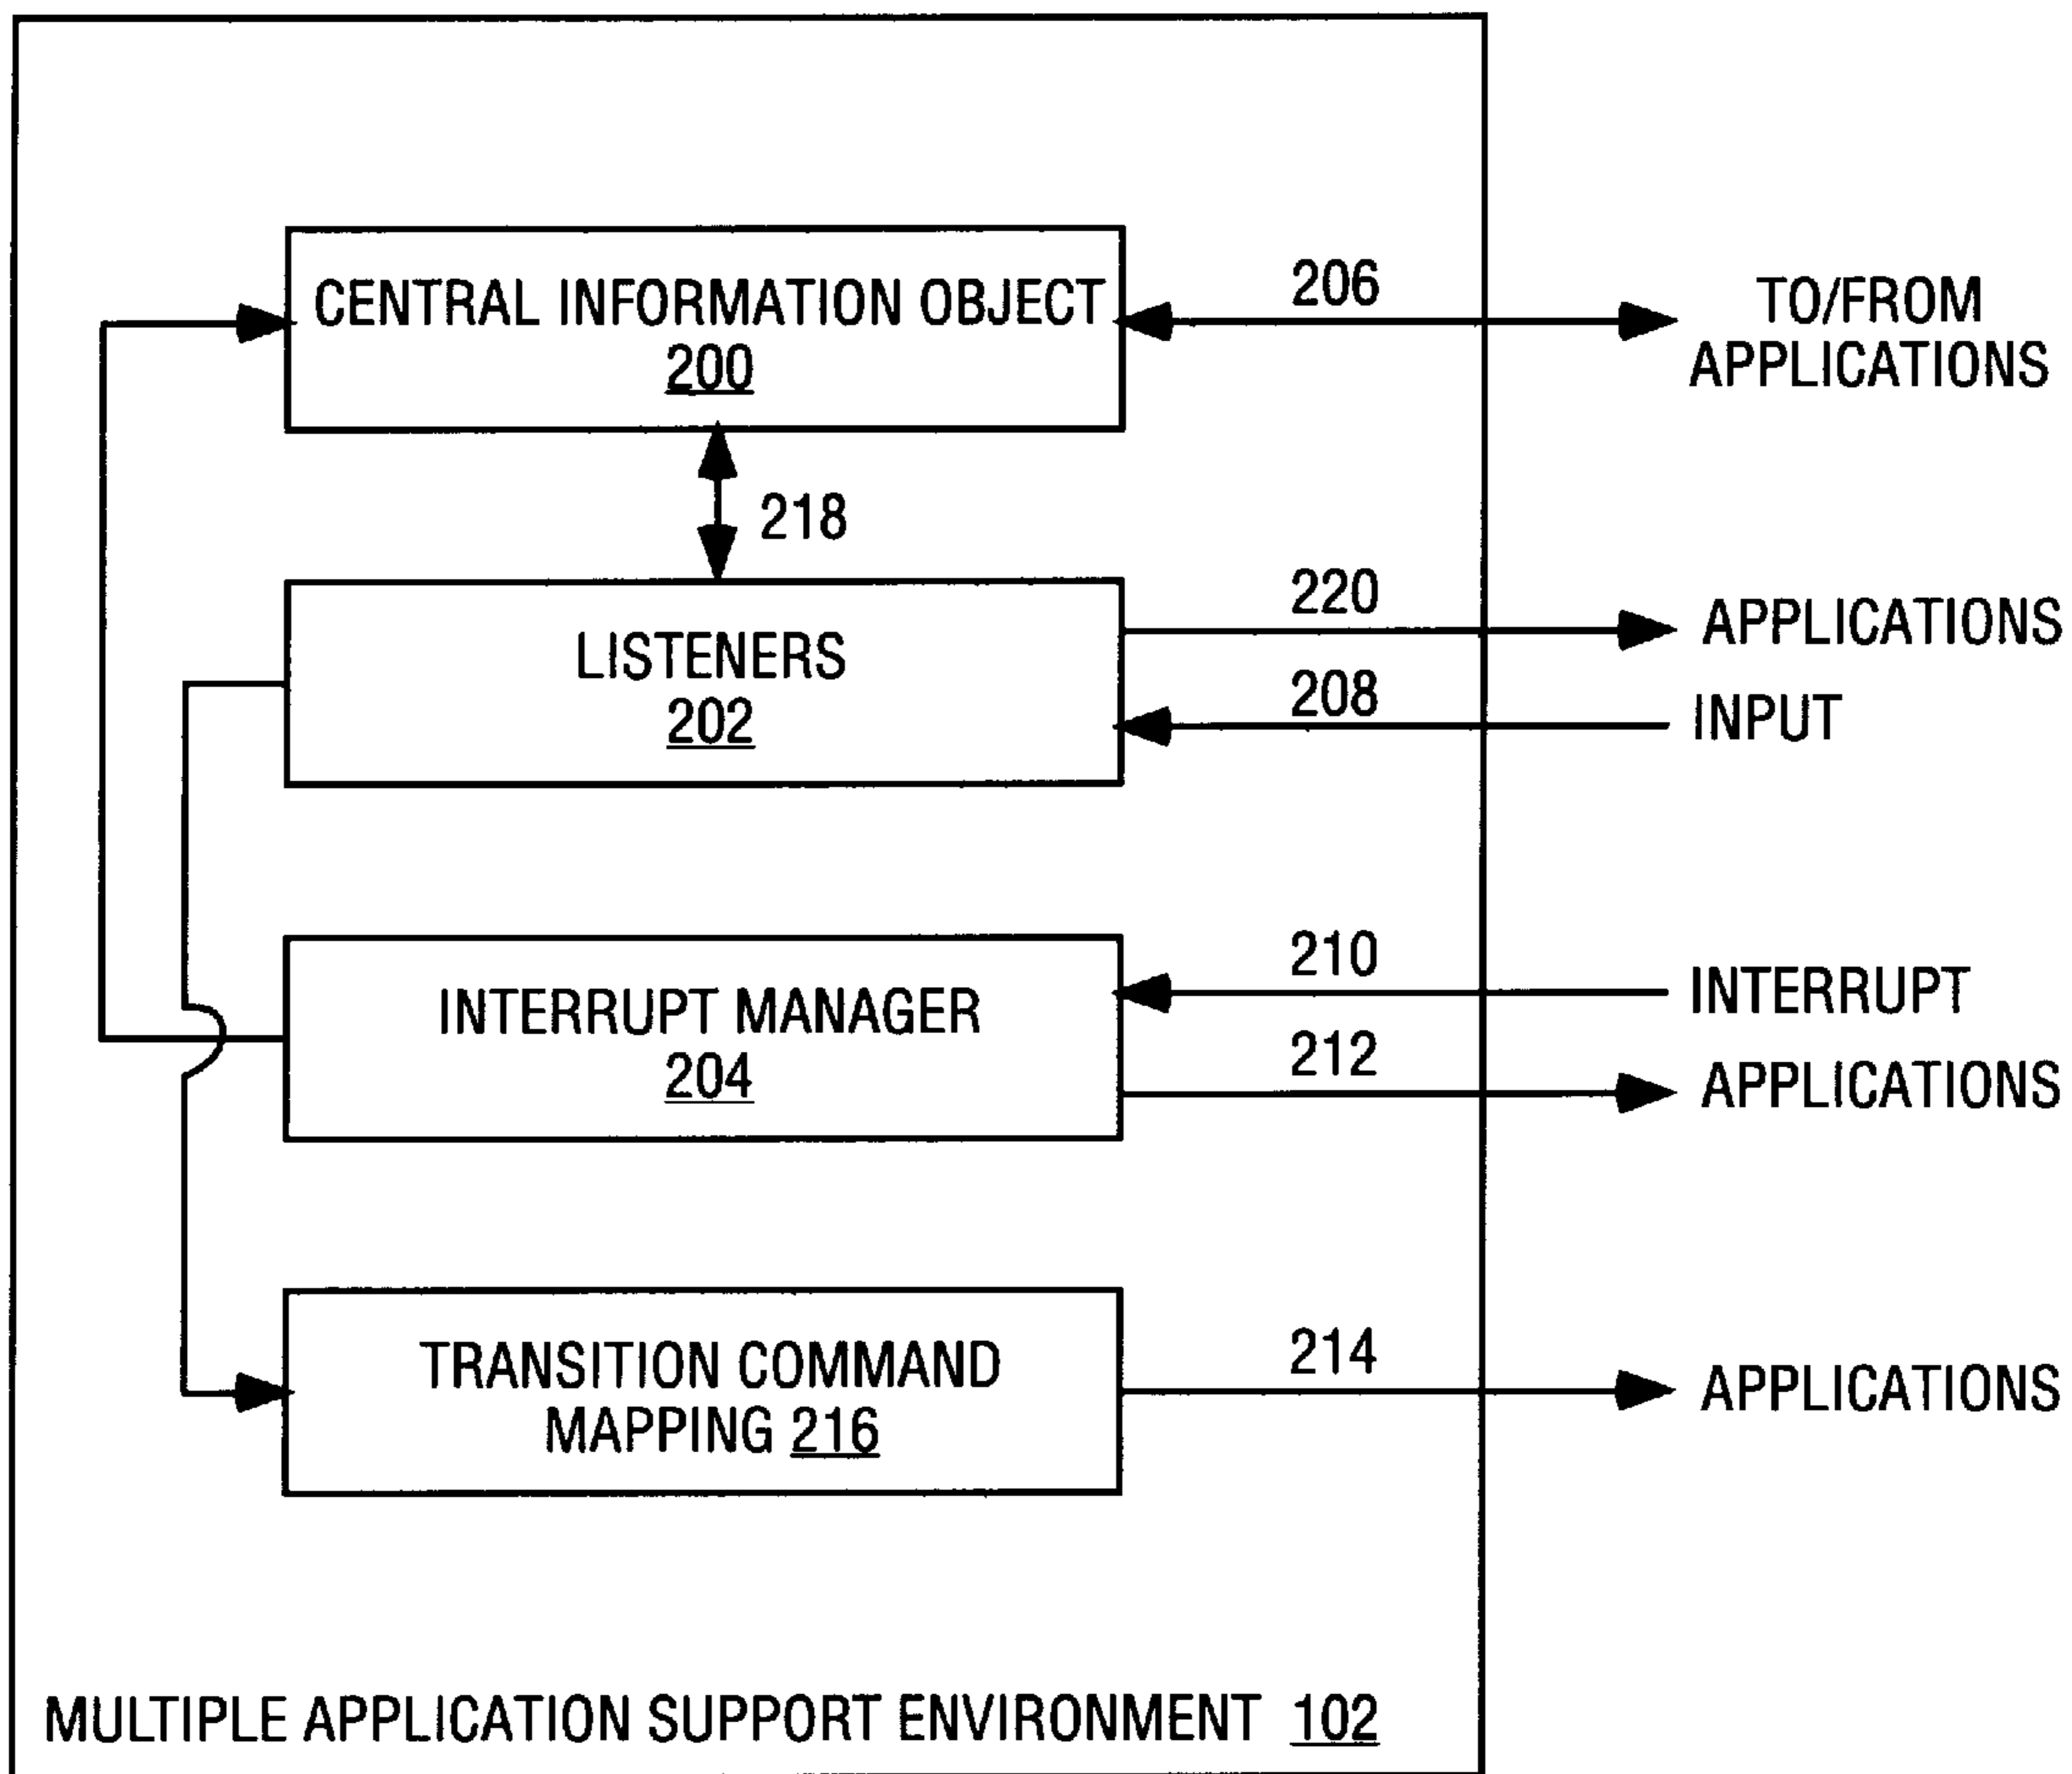 CENTRAL INFORMATION OBJECT
200
206
TO/FROM
APPLICATIONS
218
LISTENERS
202
220
APPLICATIONS
208
INPUT
INTERRUPT MANAGER
204
210
INTERRUPT
212
APPLICATIONS
TRANSITION COMMAND
MAPPING 216
214
APPLICATIONS
MULTIPLE APPLICATION SUPPORT ENVIRONMENT 102